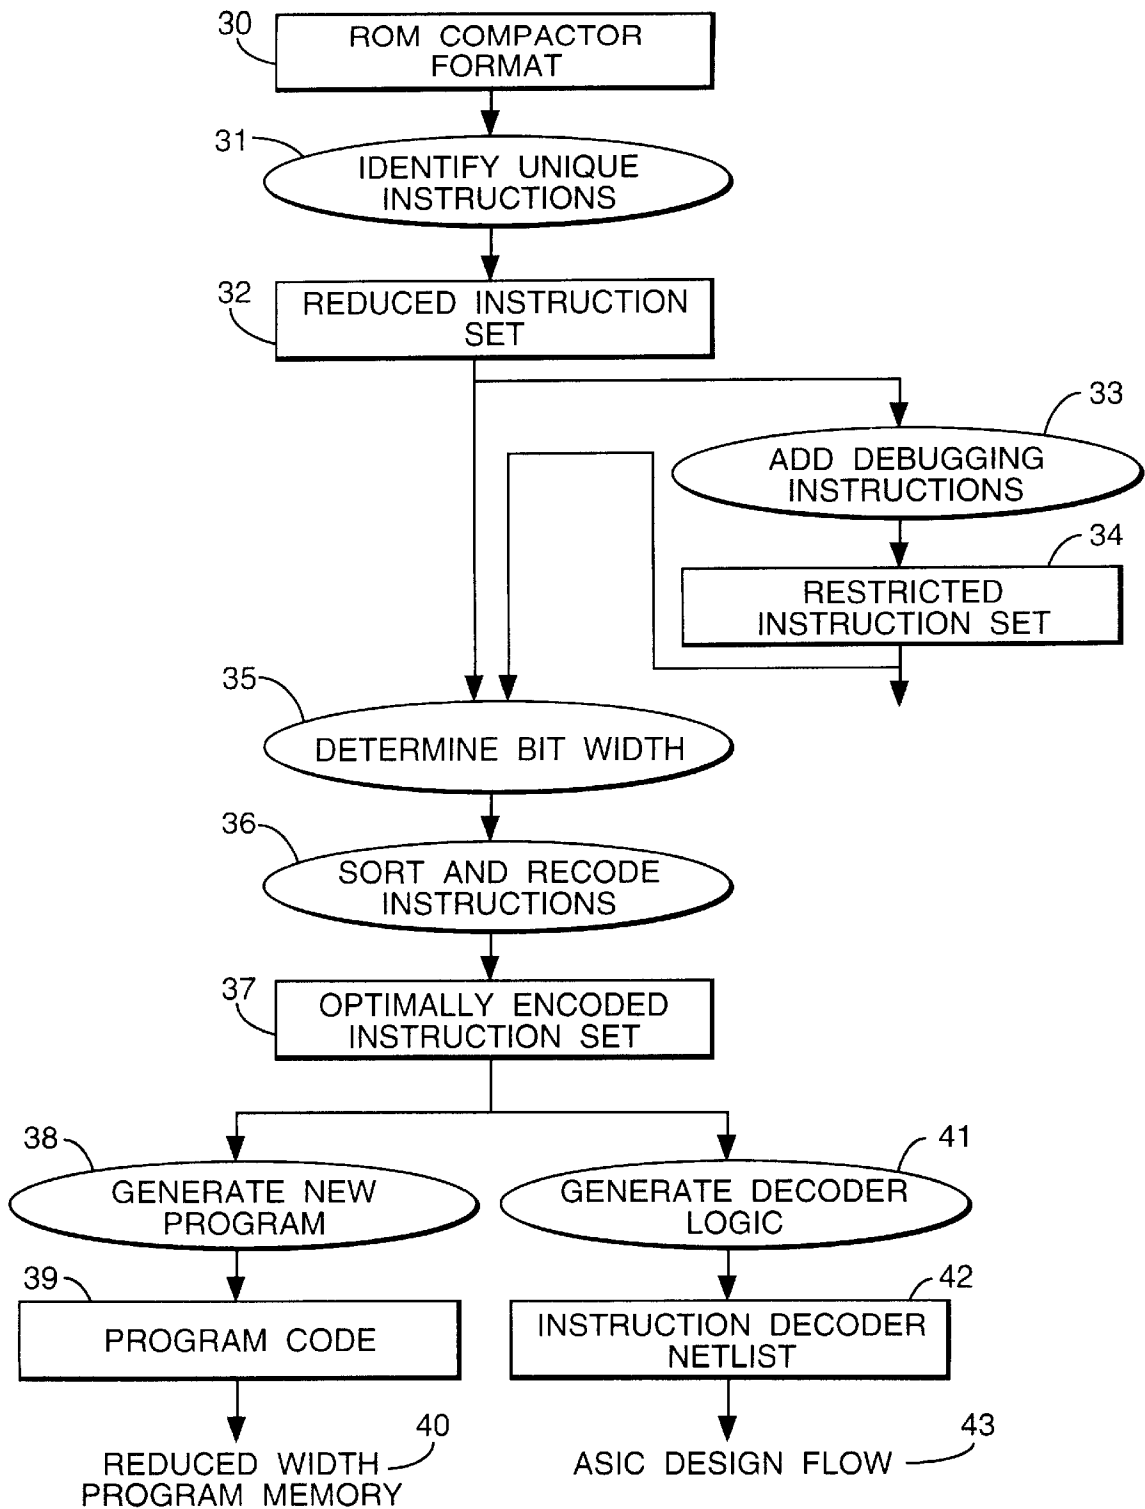 30
ROM COMPACTOR
FORMAT
31
IDENTIFY UNIQUE
INSTRUCTIONS
32
REDUCED INSTRUCTION
SET
33
ADD DEBUGGING
INSTRUCTIONS
34
RESTRICTED
INSTRUCTION SET
35
DETERMINE BIT WIDTH
36
SORT AND RECODE
INSTRUCTIONS
37
OPTIMALLY ENCODED
INSTRUCTION SET
38
GENERATE NEW
PROGRAM
41
GENERATE DECODER
LOGIC
39
PROGRAM CODE
42
INSTRUCTION DECODER
NETLIST
40
REDUCED WIDTH
PROGRAM MEMORY
43
ASIC DESIGN FLOW